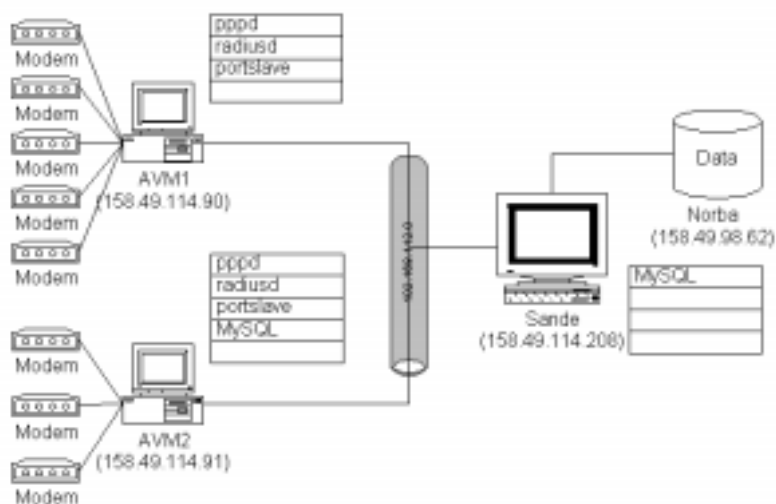 Modem
Modem
Modem
Modem
Modem
pppd
radiusd
portslave
AVM1
(158.49.114.90)
Data
Norba
(158.49.98.62)
pppd
radiusd
portslave
MySQL
MySQL
Sande
(158.49.114.208)
Modem
Modem
Modem
AVM2
(158.49.114.91)